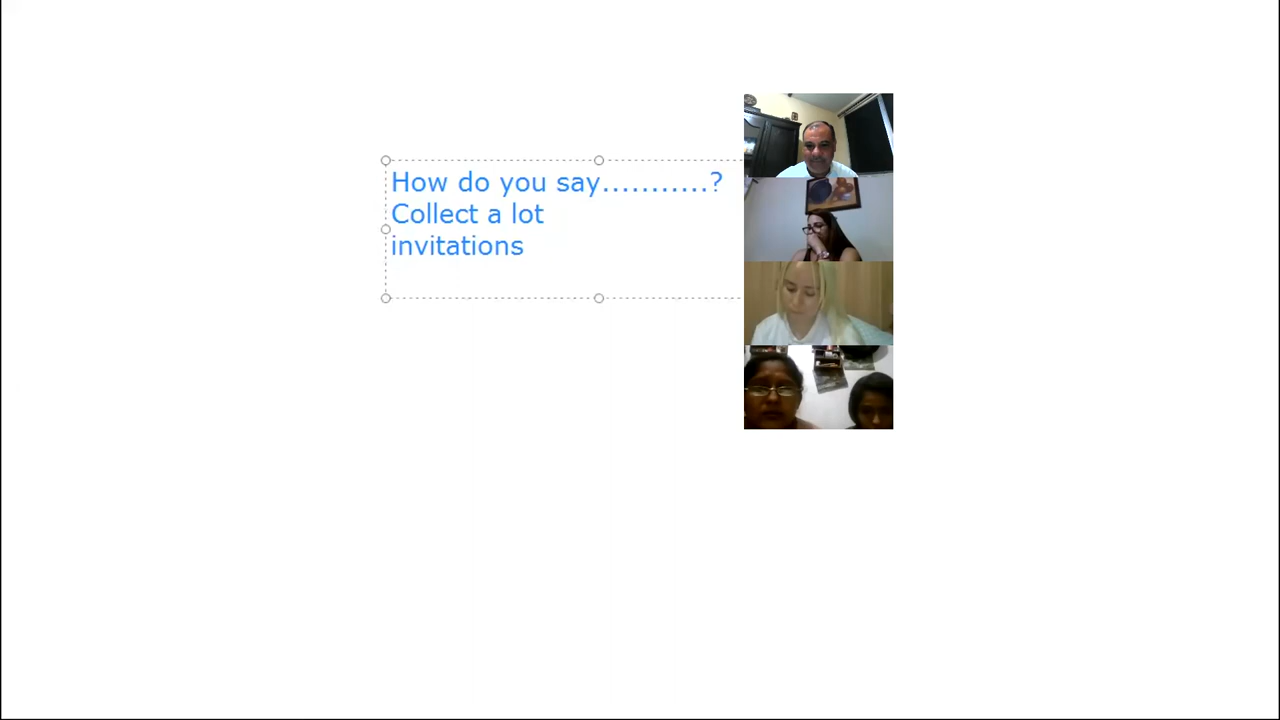 How do you say...........?
Collect a lot
invitations